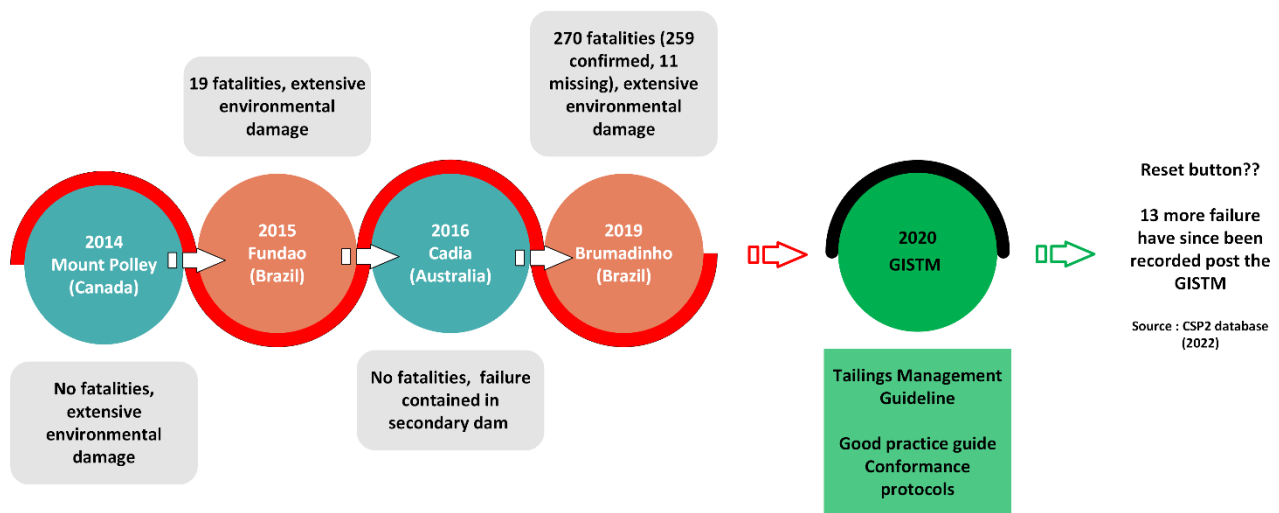 270 fatalities (259
confirmed, 11
missing), extensive
environmental
damage
19 fatalities, extensive
environmental
damage
2014
Mount Polley
(Canada)
2015
Fundao
(Brazil)
2016
Cadia
(Australia)
2019
Brumadinho
(Brazil)
2020
GISTM
Reset button??
13 more failure
have since been
recorded post the
GISTM
Source : CSP2 database
(2022)
No fatalities,
extensive
environmental
damage
No fatalities, failure
contained in
secondary dam
Tailings Management
Guideline
Good practice guide
Conformance
protocols